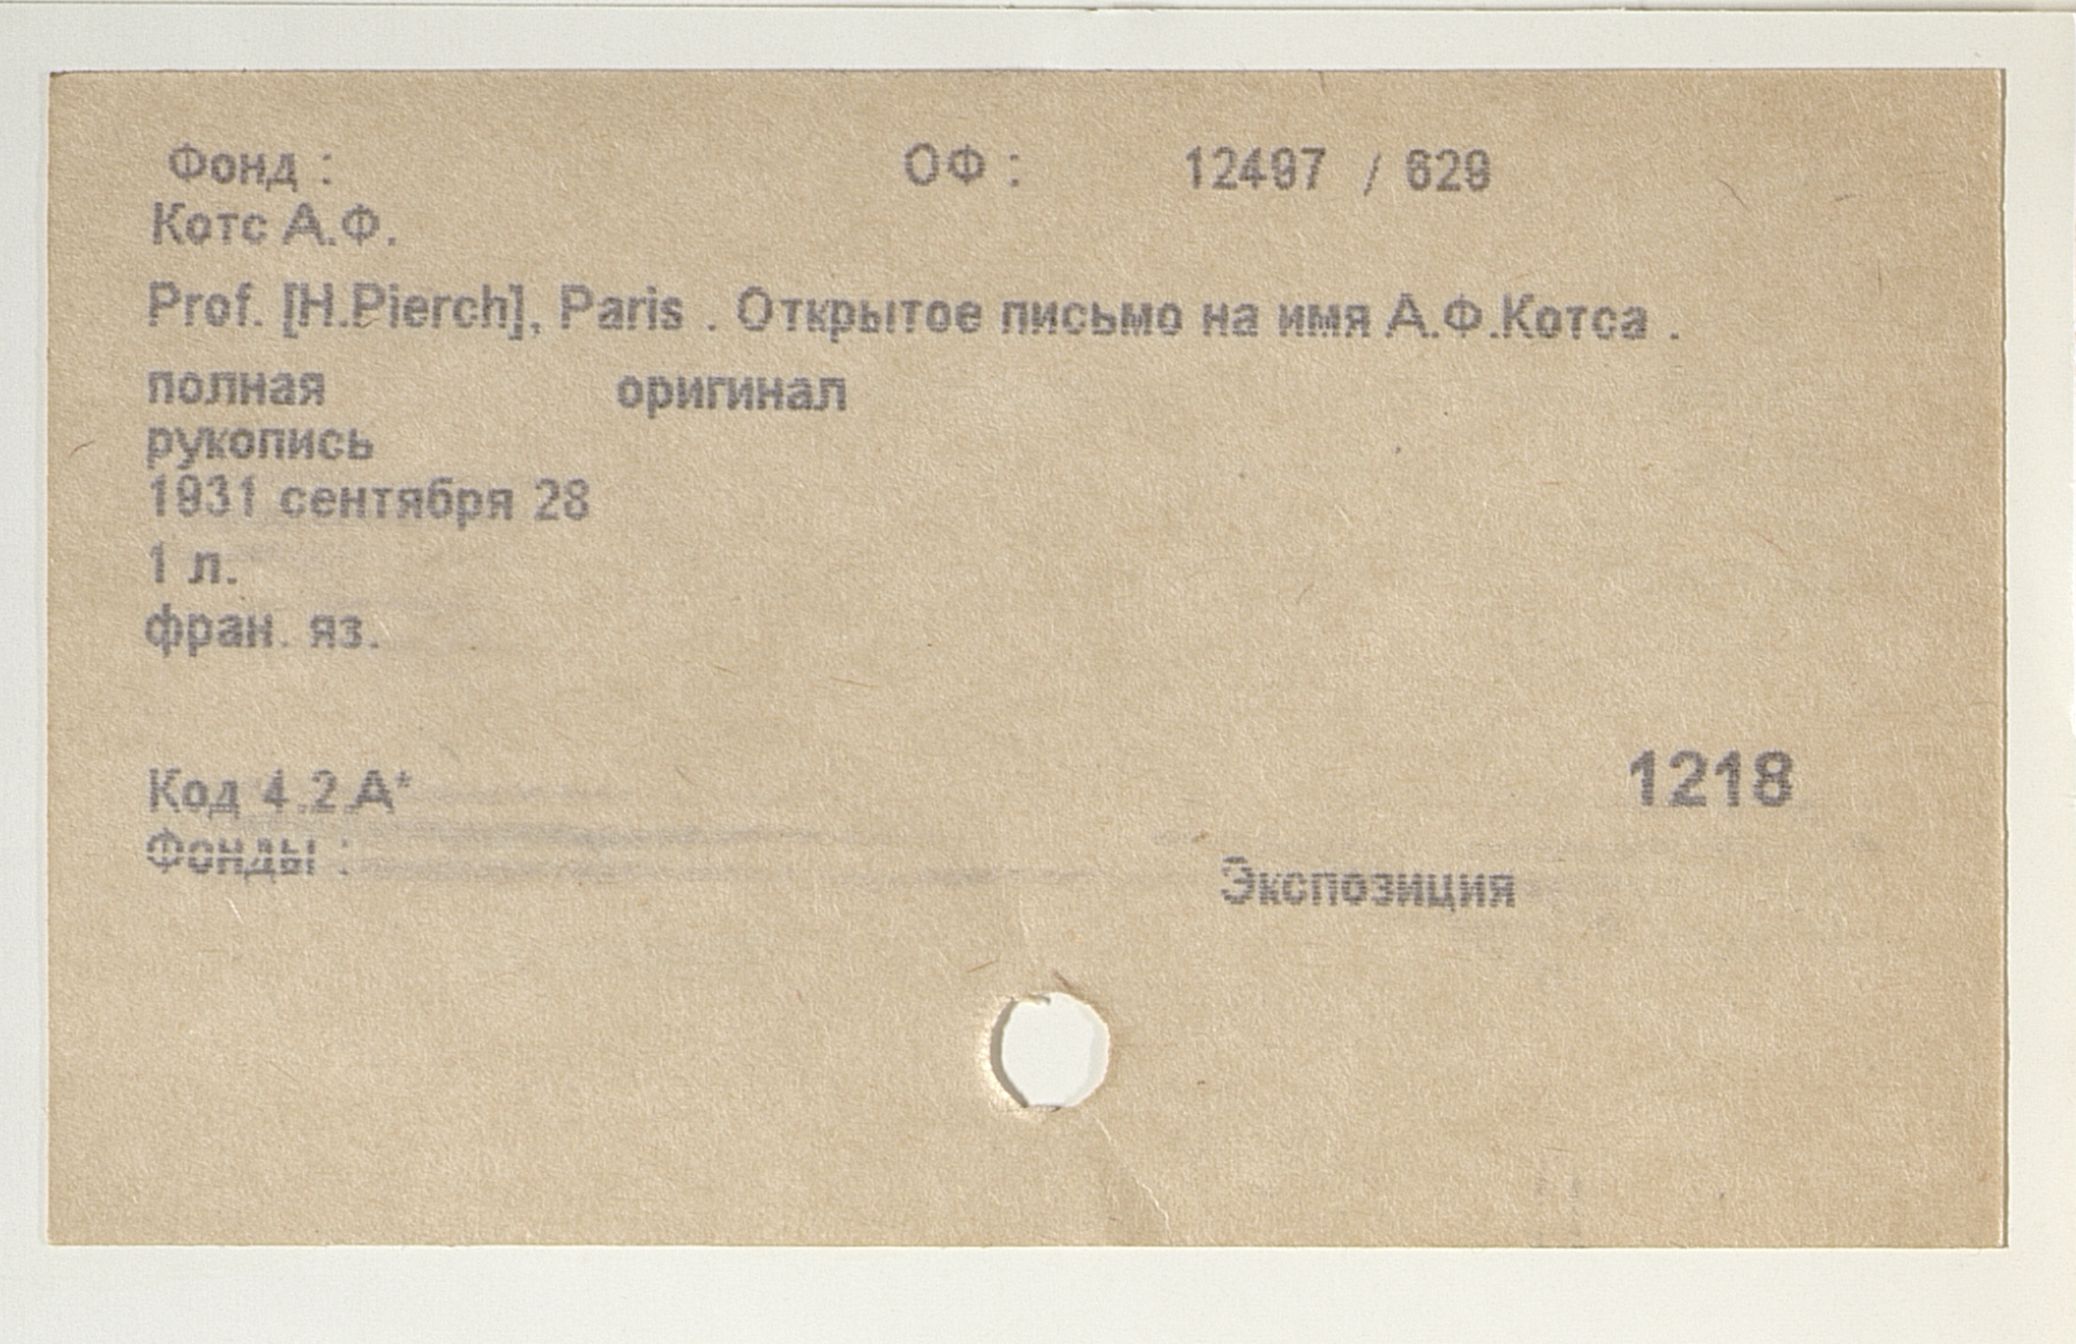 Фонд : ОФ : 12497 / 629
Котс А.Ф.
Prof. [H.Pierch], Paris . Открытое письмо на имя А.Ф.Котса .
полная оригинал
рукопись
1931 сентября 28
1 л.
фран. яз.
Код 4.2.А* 1218
Фонды : Экспозиция